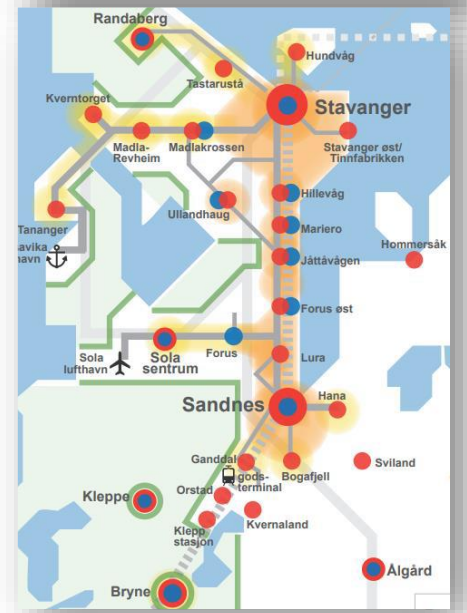 Randaberg
Hundvåg
Tastarustå
Kverntorget
Stavanger
Madla-
Revheim
Madlakrossen
Stavanger øst/
Tinnfabrikken
Hillevåg
Ullandhaug
Tananger
Mariero
avika
havn
Hommersåk
Jåttåvågen
Forus øst
Sola
lufthavn
Sola
sentrum
Forus
Lura
Sandnes
Hana
Ganddal
gods-
terminal
Bogafjell
Sviland
Kleppe
Orstad
Kvernaland
Klepp
stasjon
Bryne
Ålgård